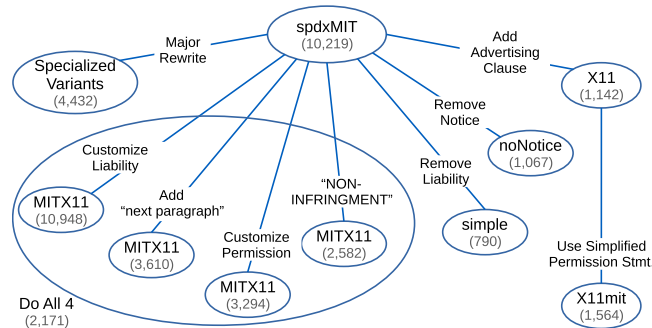 spdxMIT
(10,219)
Major
Rewrite
Add
Advertising
Clause
Specialized
Variants
(4,432)
X11
(1,142)
Remove
Notice
noNotice
(1,067)
Customize
Liability
Remove
Liability
MITX11
(10,948)
Add
“next paragraph”
“NON-
INFRINGMENT”
MITX11
(3,610)
Customize
Permission
MITX11
(2,582)
simple
(790)
Use Simplified
Permission Stmt
MITX11
(3,294)
Do All 4
(2,171)
X11mit
(1,564)